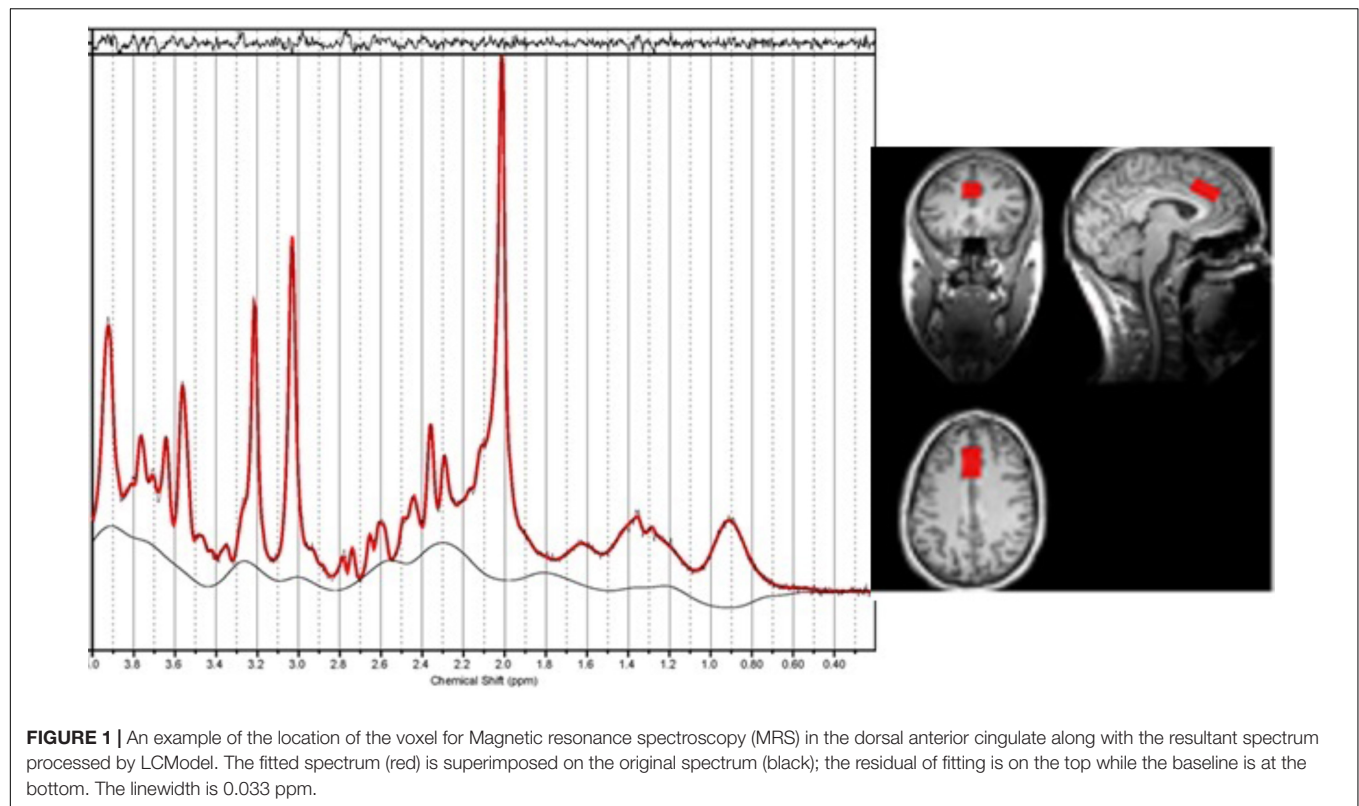 .0 3.8 3.6 3.4 3.2 3.0 2.8 2.6 2.4 2.2 2.0 1.8 1.6 1.4 1.2 1.0 0.80 0.60 0.40
Chemical Shift (ppm)
FIGURE 1 | An example of the location of the voxel for Magnetic resonance spectroscopy (MRS) in the dorsal anterior cingulate along with the resultant spectrum
processed by LCModel. The fitted spectrum (red) is superimposed on the original spectrum (black); the residual of fitting is on the top while the baseline is at the
bottom. The linewidth is 0.033 ppm.